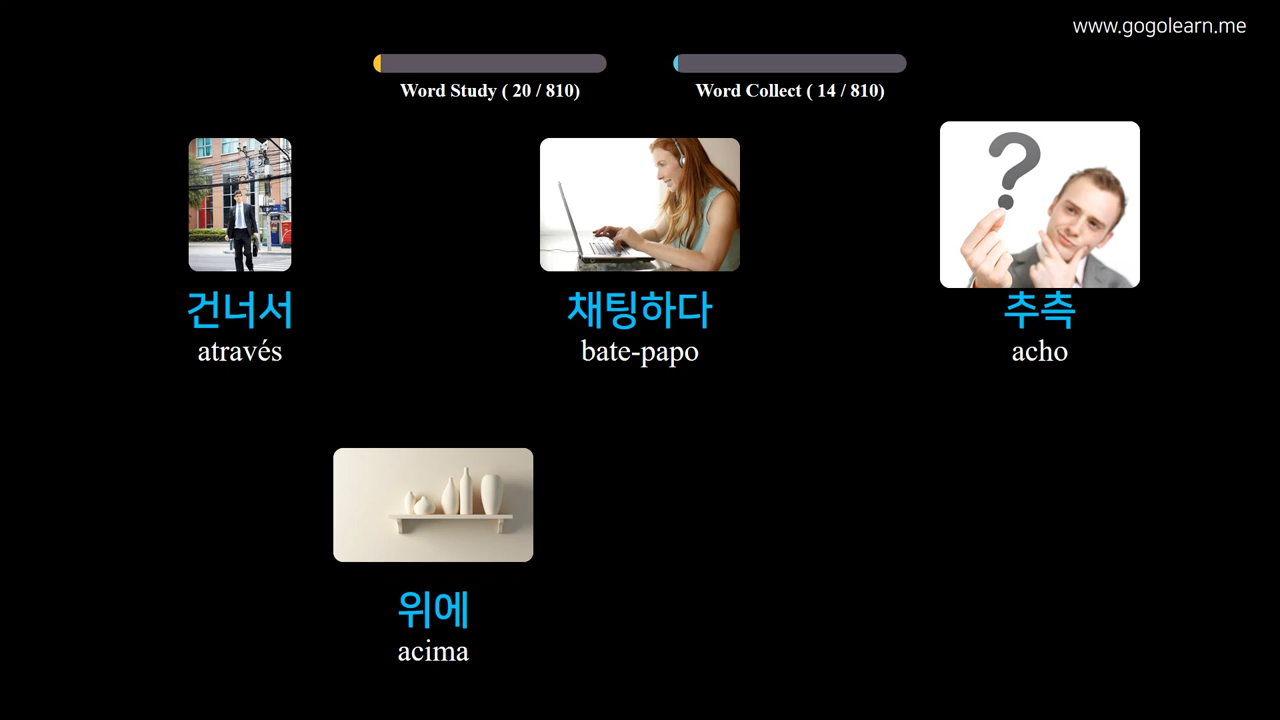 www.gogolearn.me
Word Study ( 20 / 810)
Word Collect ( 14 / 810)
건너서
através
채팅하다
bate-papo
추측
acho
위에
acima